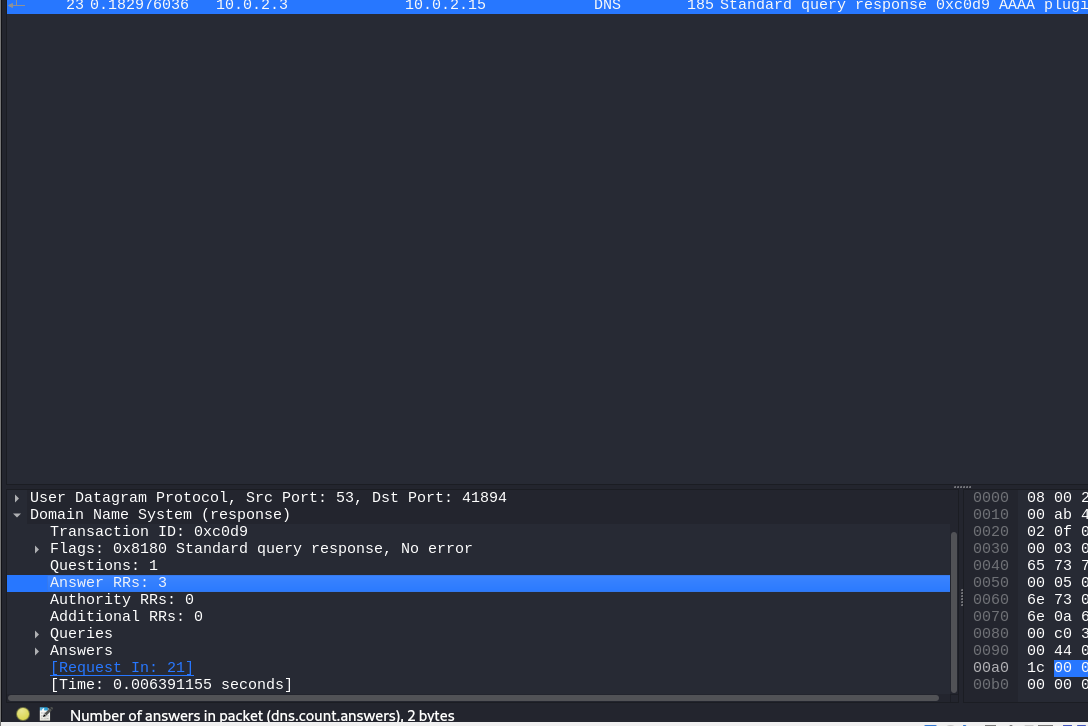 23 0.182976036 10.0.2.3 10.0.2.15 DNS 185 Standard query response 0xc0d9 AAAA plugi
User Datagram Protocol, Src Port: 53, Dst Port: 41894
Domain Name System (response)
Transaction ID: 0xc0d9
Flags: 0x8180 Standard query response, No error
Questions: 1
Answer RRs: 3
Authority RRs: 0
Additional RRs: 0
Queries
Answers
[Request In: 21]
[Time: 0.006391155 seconds]
0000 08 00 2
0010 00 ab 4
0020 02 0f 0
0030 00 03 0
0040 65 73 7
0050 00 05 0
0060 6e 73 0
0070 6e 0a 6
0080 00 c0 3
0090 00 44 0
00a0 1c 00 0
00b0 00 00 0
Number of answers in packet (dns.count.answers), 2 bytes